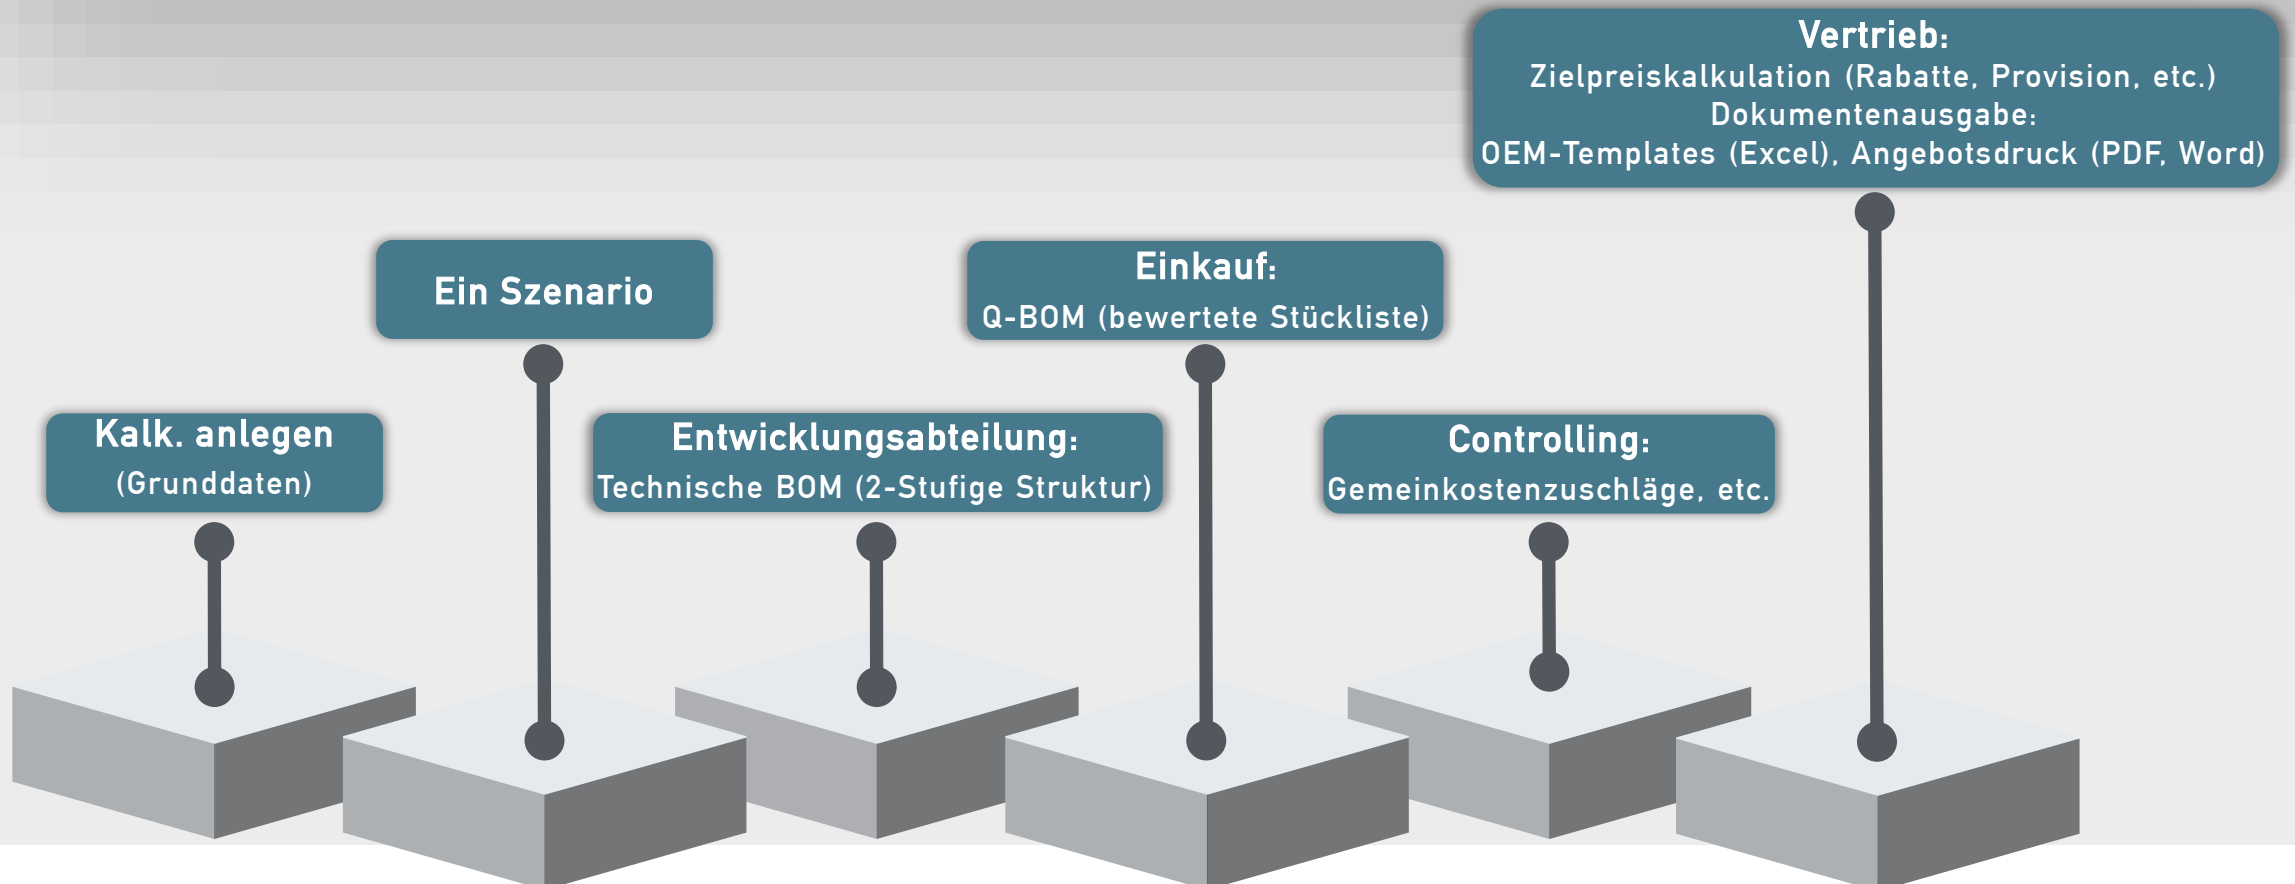 Kalk. anlegen
(Grunddaten)
Ein Szenario
Entwicklungsabteilung:
Technische BOM (2-Stufige Struktur)
Einkauf:
Q-BOM (bewertete Stückliste)
Controlling:
Gemeinkostenzuschläge, etc.
Vertrieb:
Zielpreiskalkulation (Rabatte, Provision, etc.)
Dokumentenausgabe:
OEM-Templates (Excel), Angebotsdruck (PDF, Word)